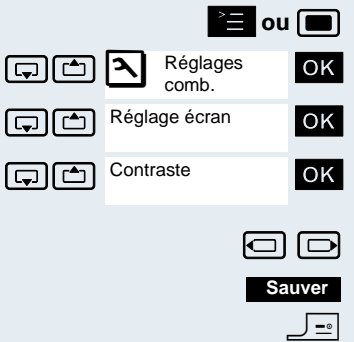 ou
Réglages
comb.
OK
Réglage écran
OK
Contraste
OK
Sauver